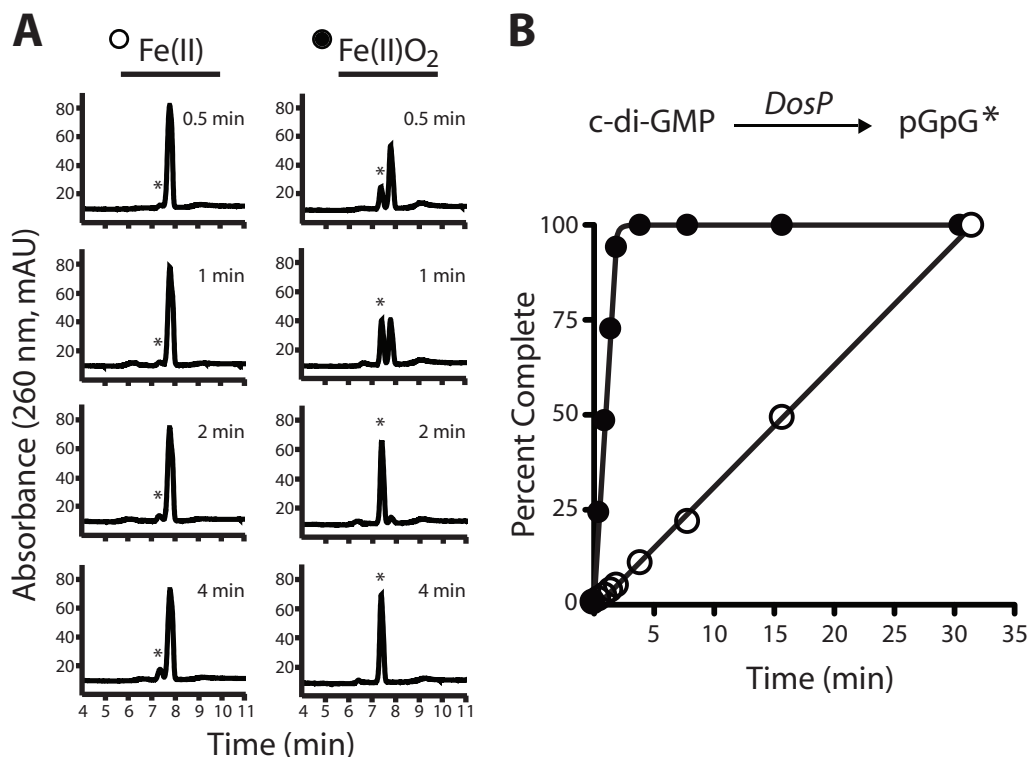 A
Fe(II)
Fe(II)O2
Absorbance (260 nm, mAU)
80
60
40
20
*
0.5 min
80
60
40
20
*
0.5 min
80
60
40
20
*
1 min
80
60
40
20
*
1 min
80
60
40
20
*
2 min
80
60
40
20
*
2 min
80
60
40
20
*
4 min
80
60
40
20
*
4 min
4 5 6 7 8 9 10 11
4 5 6 7 8 9 10 11
Time (min)
B
DosP
c-di-GMP pGpG*
Percent Complete
100
75
50
25
0
5 10 15 20 25 30 35
Time (min)